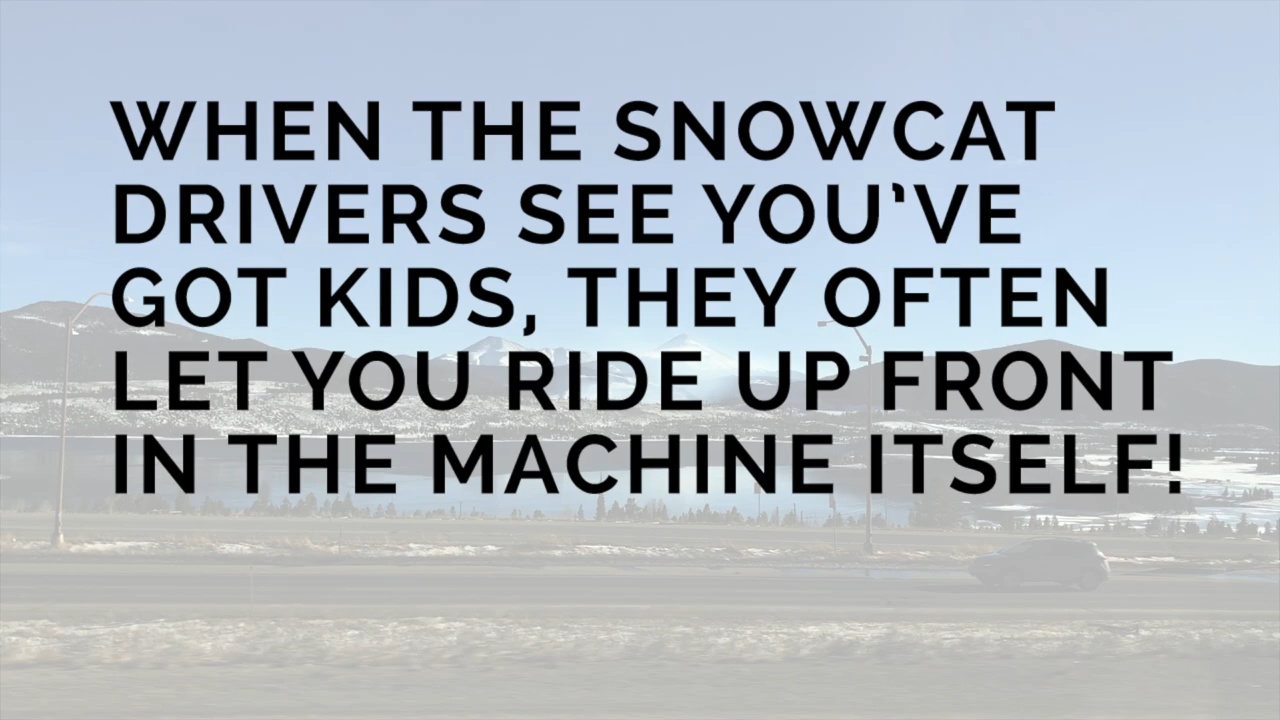 WHEN THE SNOWCAT
DRIVERS SEE YOU'VE
GOT KIDS, THEY OFTEN
LET YOU RIDE UP FRONT
IN THE MACHINE ITSELF!